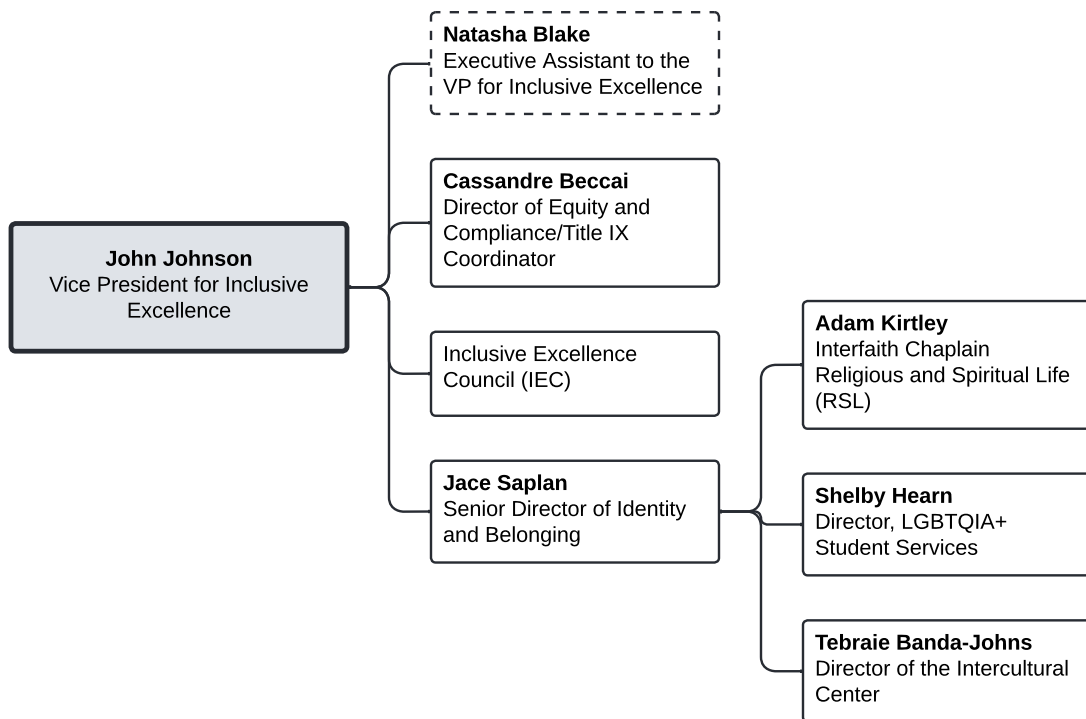 Natasha Blake
Executive Assistant to the
VP for Inclusive Excellence
Cassandre Beccai
Director of Equity and
Compliance/Title IX
Coordinator
John Johnson
Vice President for Inclusive
Excellence
Inclusive Excellence
Council (IEC)
Adam Kirtley
Interfaith Chaplain
Religious and Spiritual Life
(RSL)
Jace Saplan
Senior Director of Identity
and Belonging
Shelby Hearn
Director, LGBTQIA+
Student Services
Tebraie Banda-Johns
Director of the Intercultural
Center